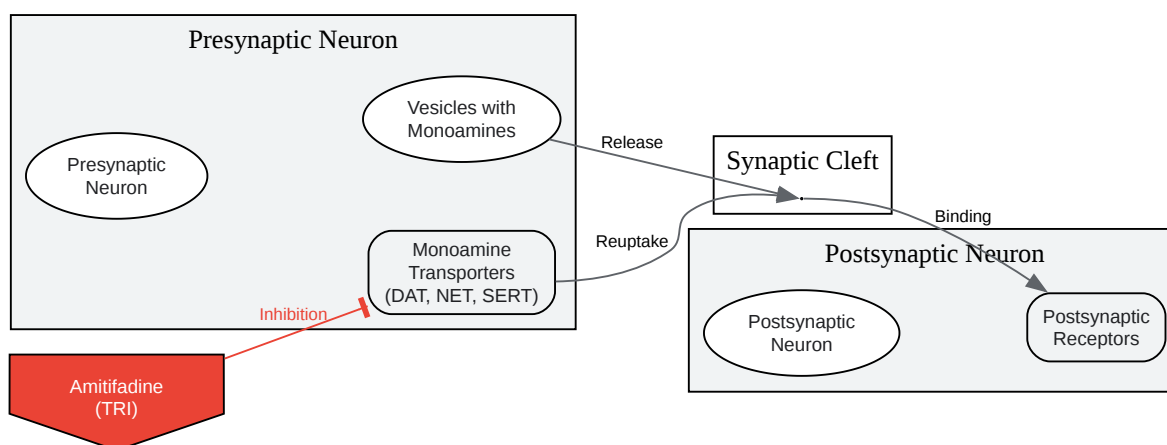 Presynaptic Neuron
Vesicles with
Monoamines
Presynaptic
Neuron
Release
Synaptic Cleft
Reuptake
Binding
Monoamine
Transporters
(DAT, NET, SERT)
Inhibition
Postsynaptic Neuron
Postsynaptic
Neuron
Postsynaptic
Receptors
Amitifadine
(TRI)